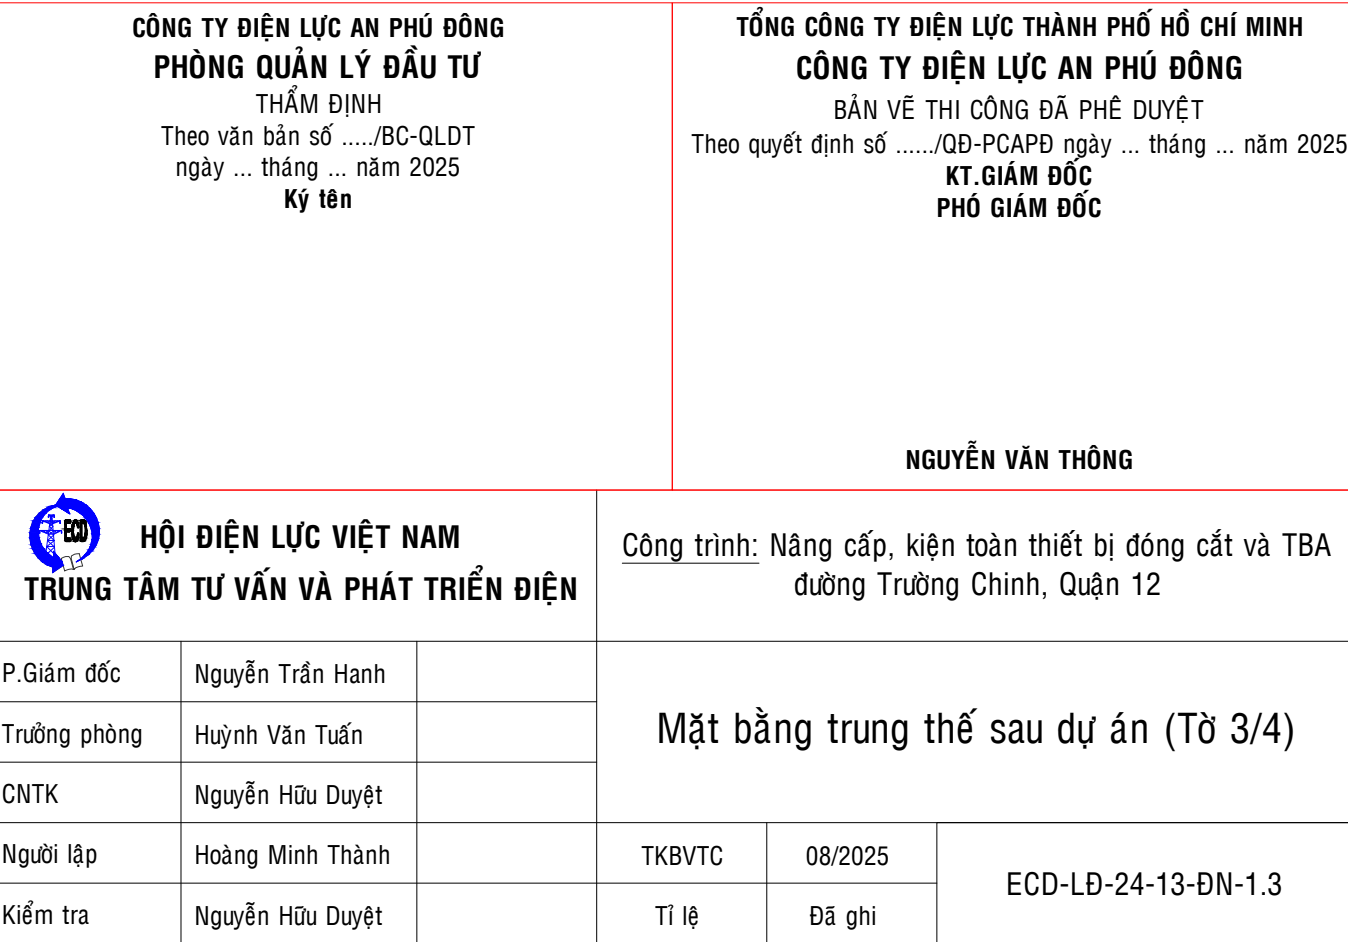 CÔNG TY ĐIỆN LỰC AN PHÚ ĐÔNG
PHÒNG QUẢN LÝ ĐẦU TƯ
THẨM ĐỊNH
Theo văn bản số ...../BC-QLDT
ngày ... tháng ... năm 2025
Ký tên
TỔNG CÔNG TY ĐIỆN LỰC THÀNH PHỐ HỒ CHÍ MINH
CÔNG TY ĐIỆN LỰC AN PHÚ ĐÔNG
BẢN VẼ THI CÔNG ĐÃ PHÊ DUYỆT
Theo quyết định số ....../QĐ-PCAPĐ ngày ... tháng ... năm 2025
KT.GIÁM ĐỐC
PHÓ GIÁM ĐỐC
NGUYỄN VĂN THÔNG
ECD
HỘI ĐIỆN LỰC VIỆT NAM
TRUNG TÂM TƯ VẤN VÀ PHÁT TRIỂN ĐIỆN
Công trình: Nâng cấp, kiện toàn thiết bị đóng cắt và TBA
đường Trường Chinh, Quận 12
P.Giám đốc Nguyễn Trần Hanh
Trưởng phòng Huỳnh Văn Tuấn
CNTK Nguyễn Hữu Duyệt
Mặt bằng trung thế sau dự án (Tờ 3/4)
Người lập Hoàng Minh Thành TKBVTC 08/2025
Kiểm tra Nguyễn Hữu Duyệt Tỉ lệ Đã ghi
ECD-LĐ-24-13-ĐN-1.3